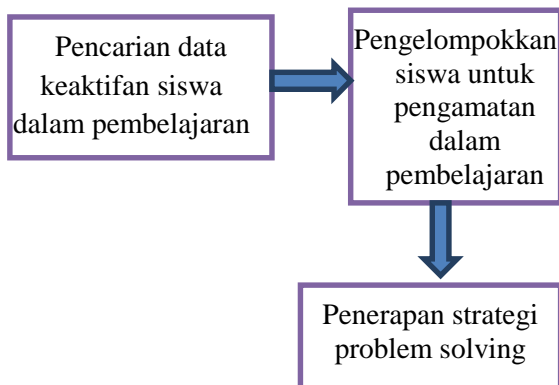 Pencarian data
keaktifan siswa
dalam pembelajaran
Pengelompokkan
siswa untuk
pengamatan
dalam
pembelajaran
Penerapan strategi
problem solving